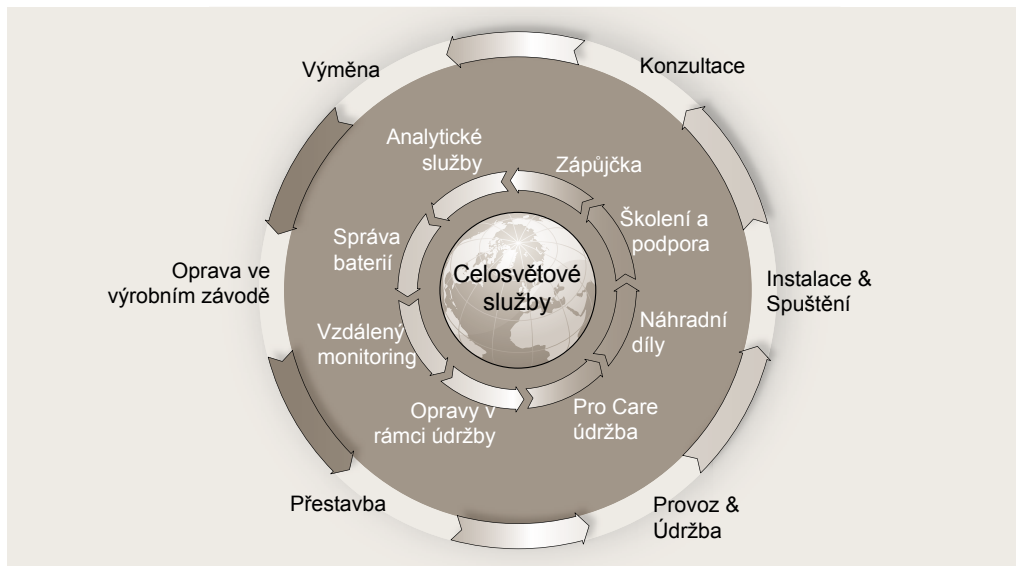 Výměna
Konzultace
Analytické
služby
Zápůjčka
Školení a
podpora
Správa
baterií
Celosvětové
služby
Oprava ve
výrobním závodě
Instalace &
Spuštění
Vzdálený
monitoring
Náhradní
díly
Opravy v
rámci údržby
Pro Care
údržba
Přestavba
Provoz &
Údržba